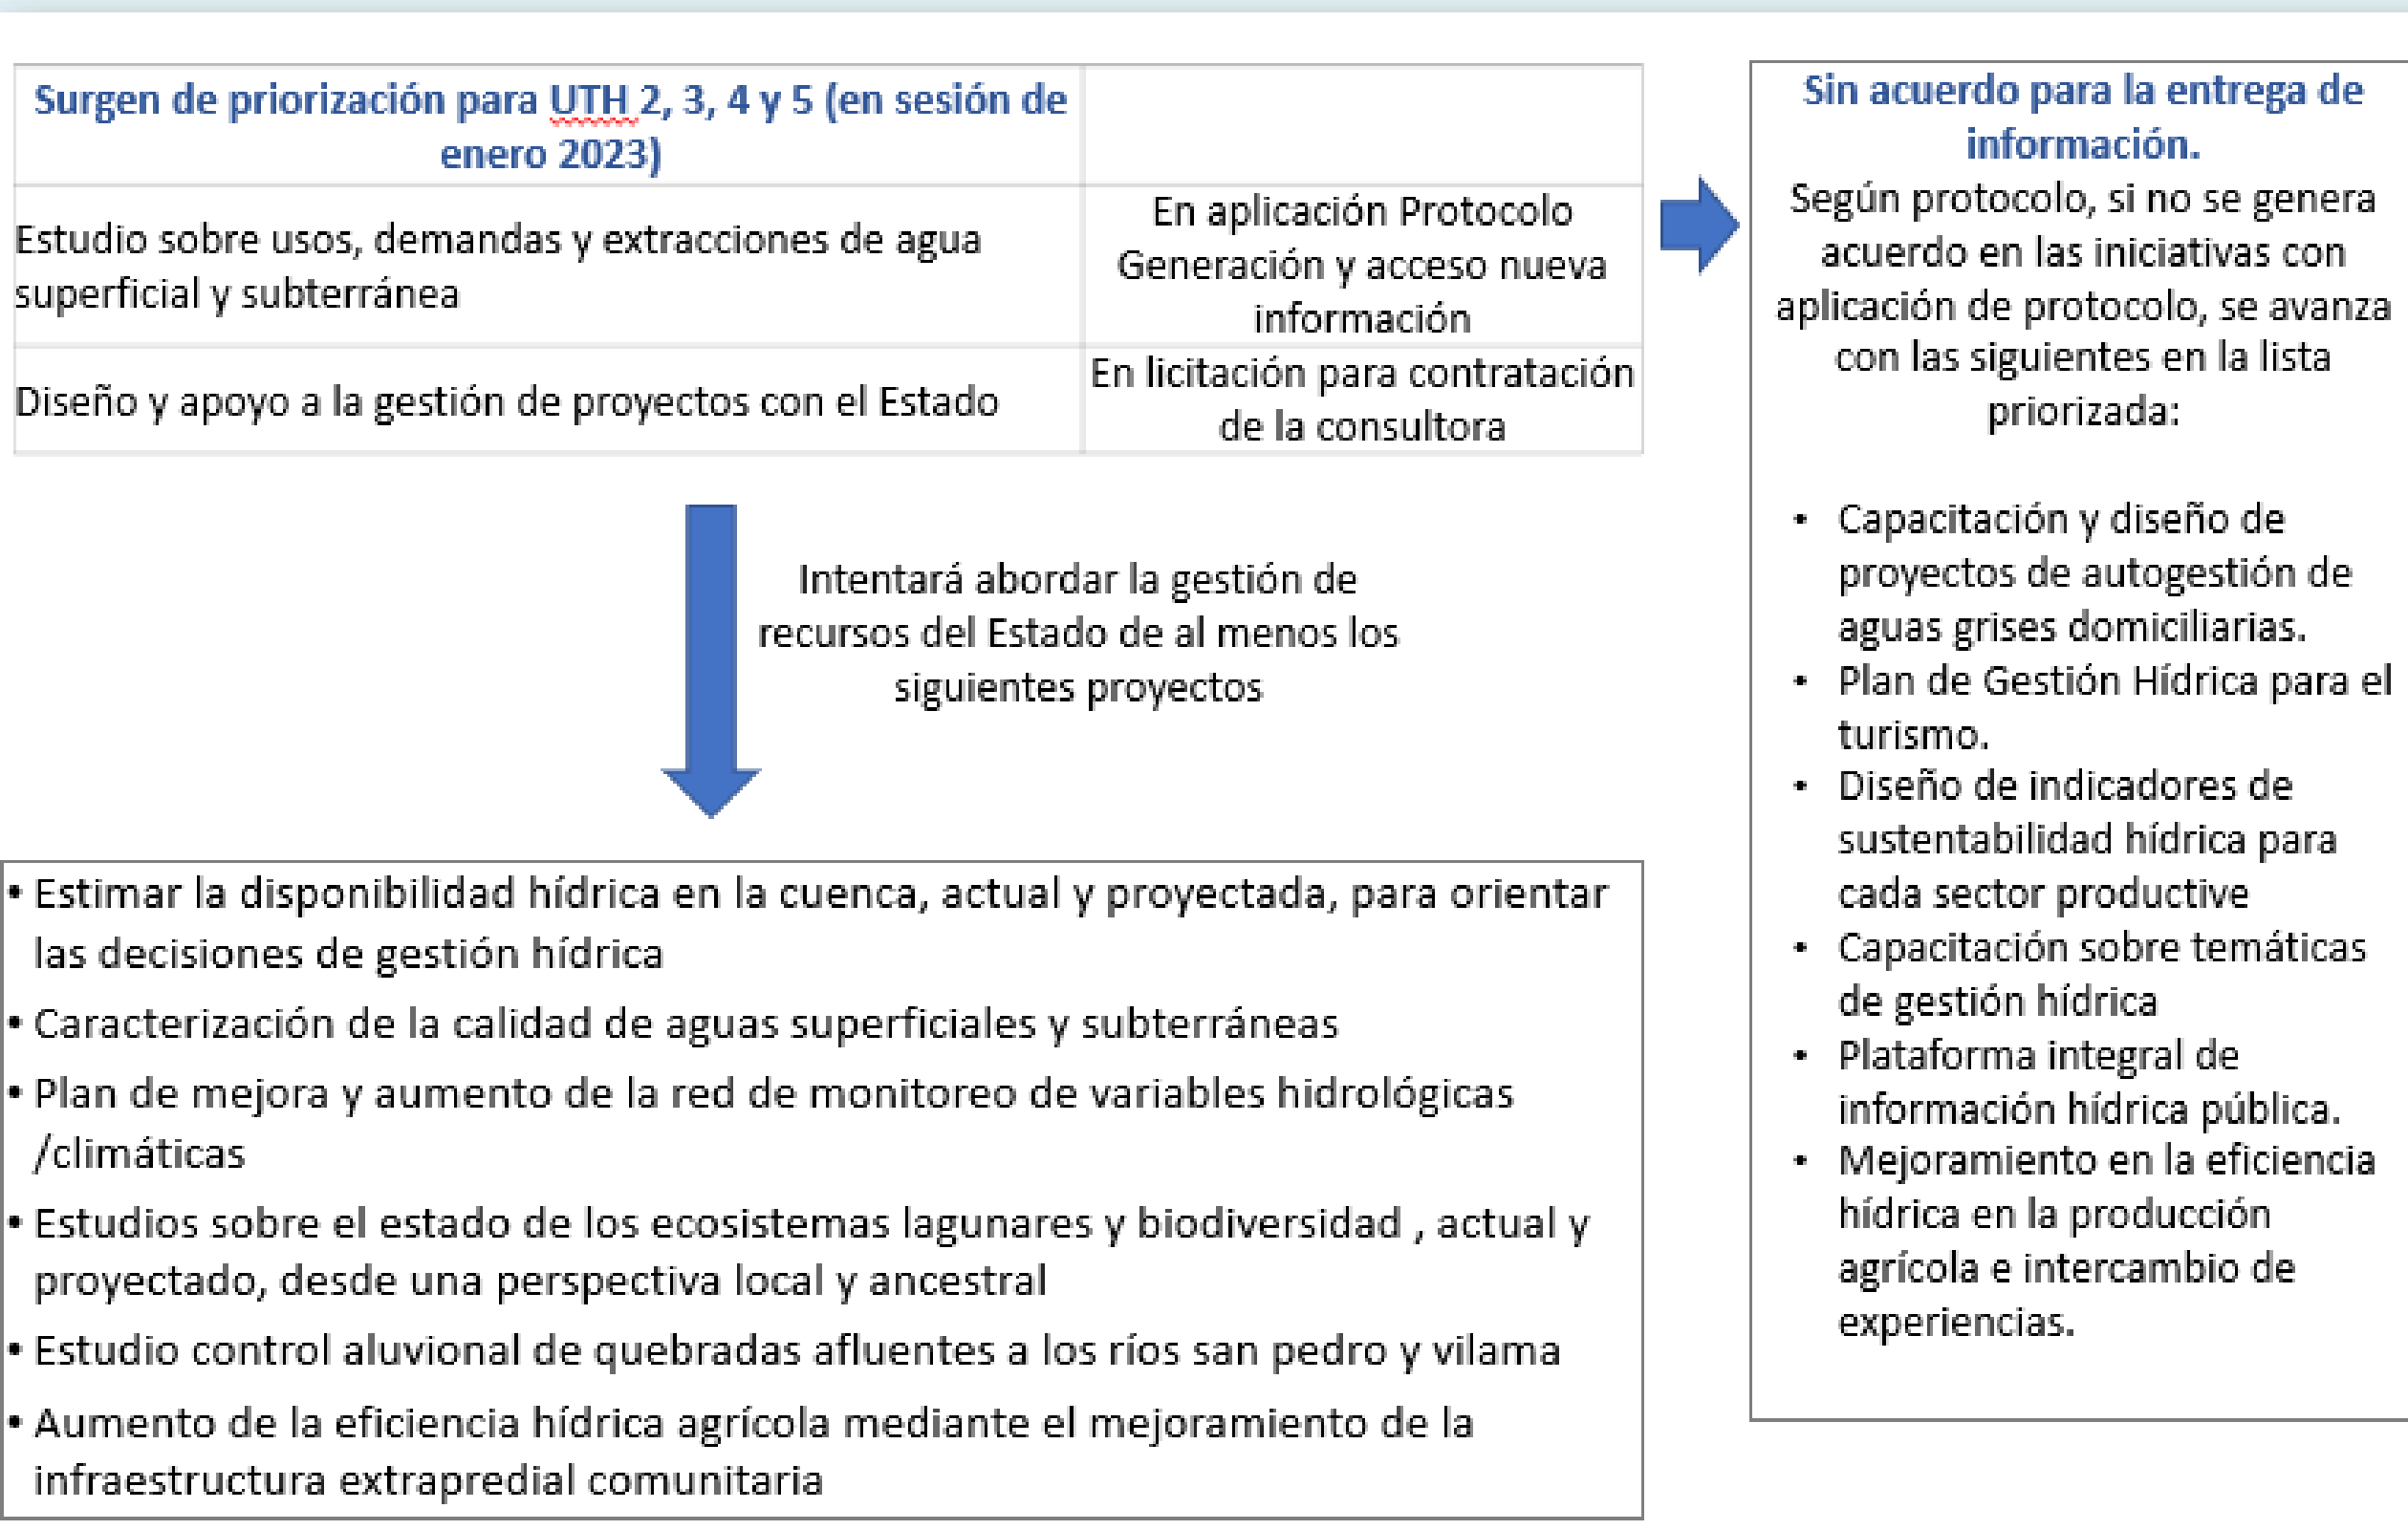 Surgen de priorización para UTH 2, 3, 4 y 5 (en sesión de
enero 2023)
Estudio sobre usos, demandas y extracciones de agua
superficial y subterránea
En aplicación Protocolo
Generación y acceso nueva
información
Diseño y apoyo a la gestión de proyectos con el Estado
En licitación para contratación
de la consultora
Intentará abordar la gestión de
recursos del Estado de al menos los
siguientes proyectos
• Estimar la disponibilidad hídrica en la cuenca, actual y proyectada, para orientar
las decisiones de gestión hídrica
• Caracterización de la calidad de aguas superficiales y subterráneas
• Plan de mejora y aumento de la red de monitoreo de variables hidrológicas
/climáticas
• Estudios sobre el estado de los ecosistemas lagunares y biodiversidad , actual y
proyectado, desde una perspectiva local y ancestral
• Estudio control aluvional de quebradas afluentes a los ríos san pedro y vilama
• Aumento de la eficiencia hídrica agrícola mediante el mejoramiento de la
infraestructura extrapredial comunitaria
Sin acuerdo para la entrega de
información.
Según protocolo, si no se genera
acuerdo en las iniciativas con
aplicación de protocolo, se avanza
con las siguientes en la lista
priorizada:
• Capacitación y diseño de
proyectos de autogestión de
aguas grises domiciliarias.
• Plan de Gestión Hídrica para el
turismo.
• Diseño de indicadores de
sustentabilidad hídrica para
cada sector productive
• Capacitación sobre temáticas
de gestión hídrica
• Plataforma integral de
información hídrica pública.
• Mejoramiento en la eficiencia
hídrica en la producción
agrícola e intercambio de
experiencias.